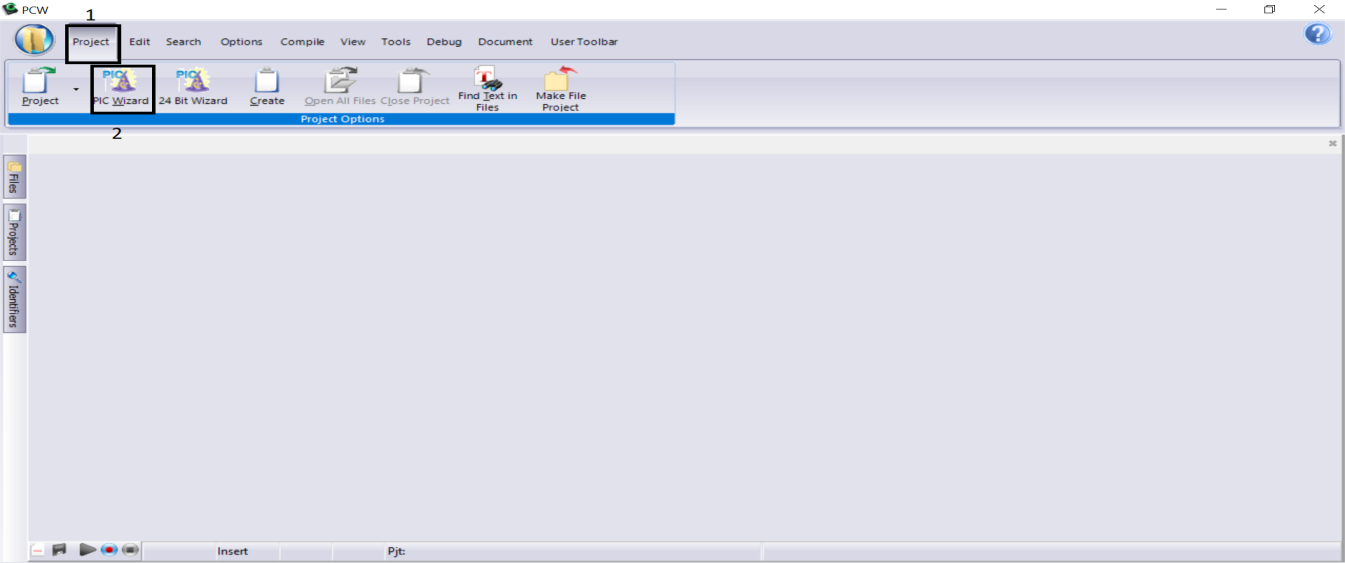 PCW
1
Project Edit Search Options Compile View Tools Debug Document User Toolbar
?
Project
PIC
PIC Wizard
PIC
24 Bit Wizard
Create
Open All Files
Close Project
T
Find Text in
Files
Make File
Project
Project Options
2
Files
Projects
Identifiers
Insert
Pjt: